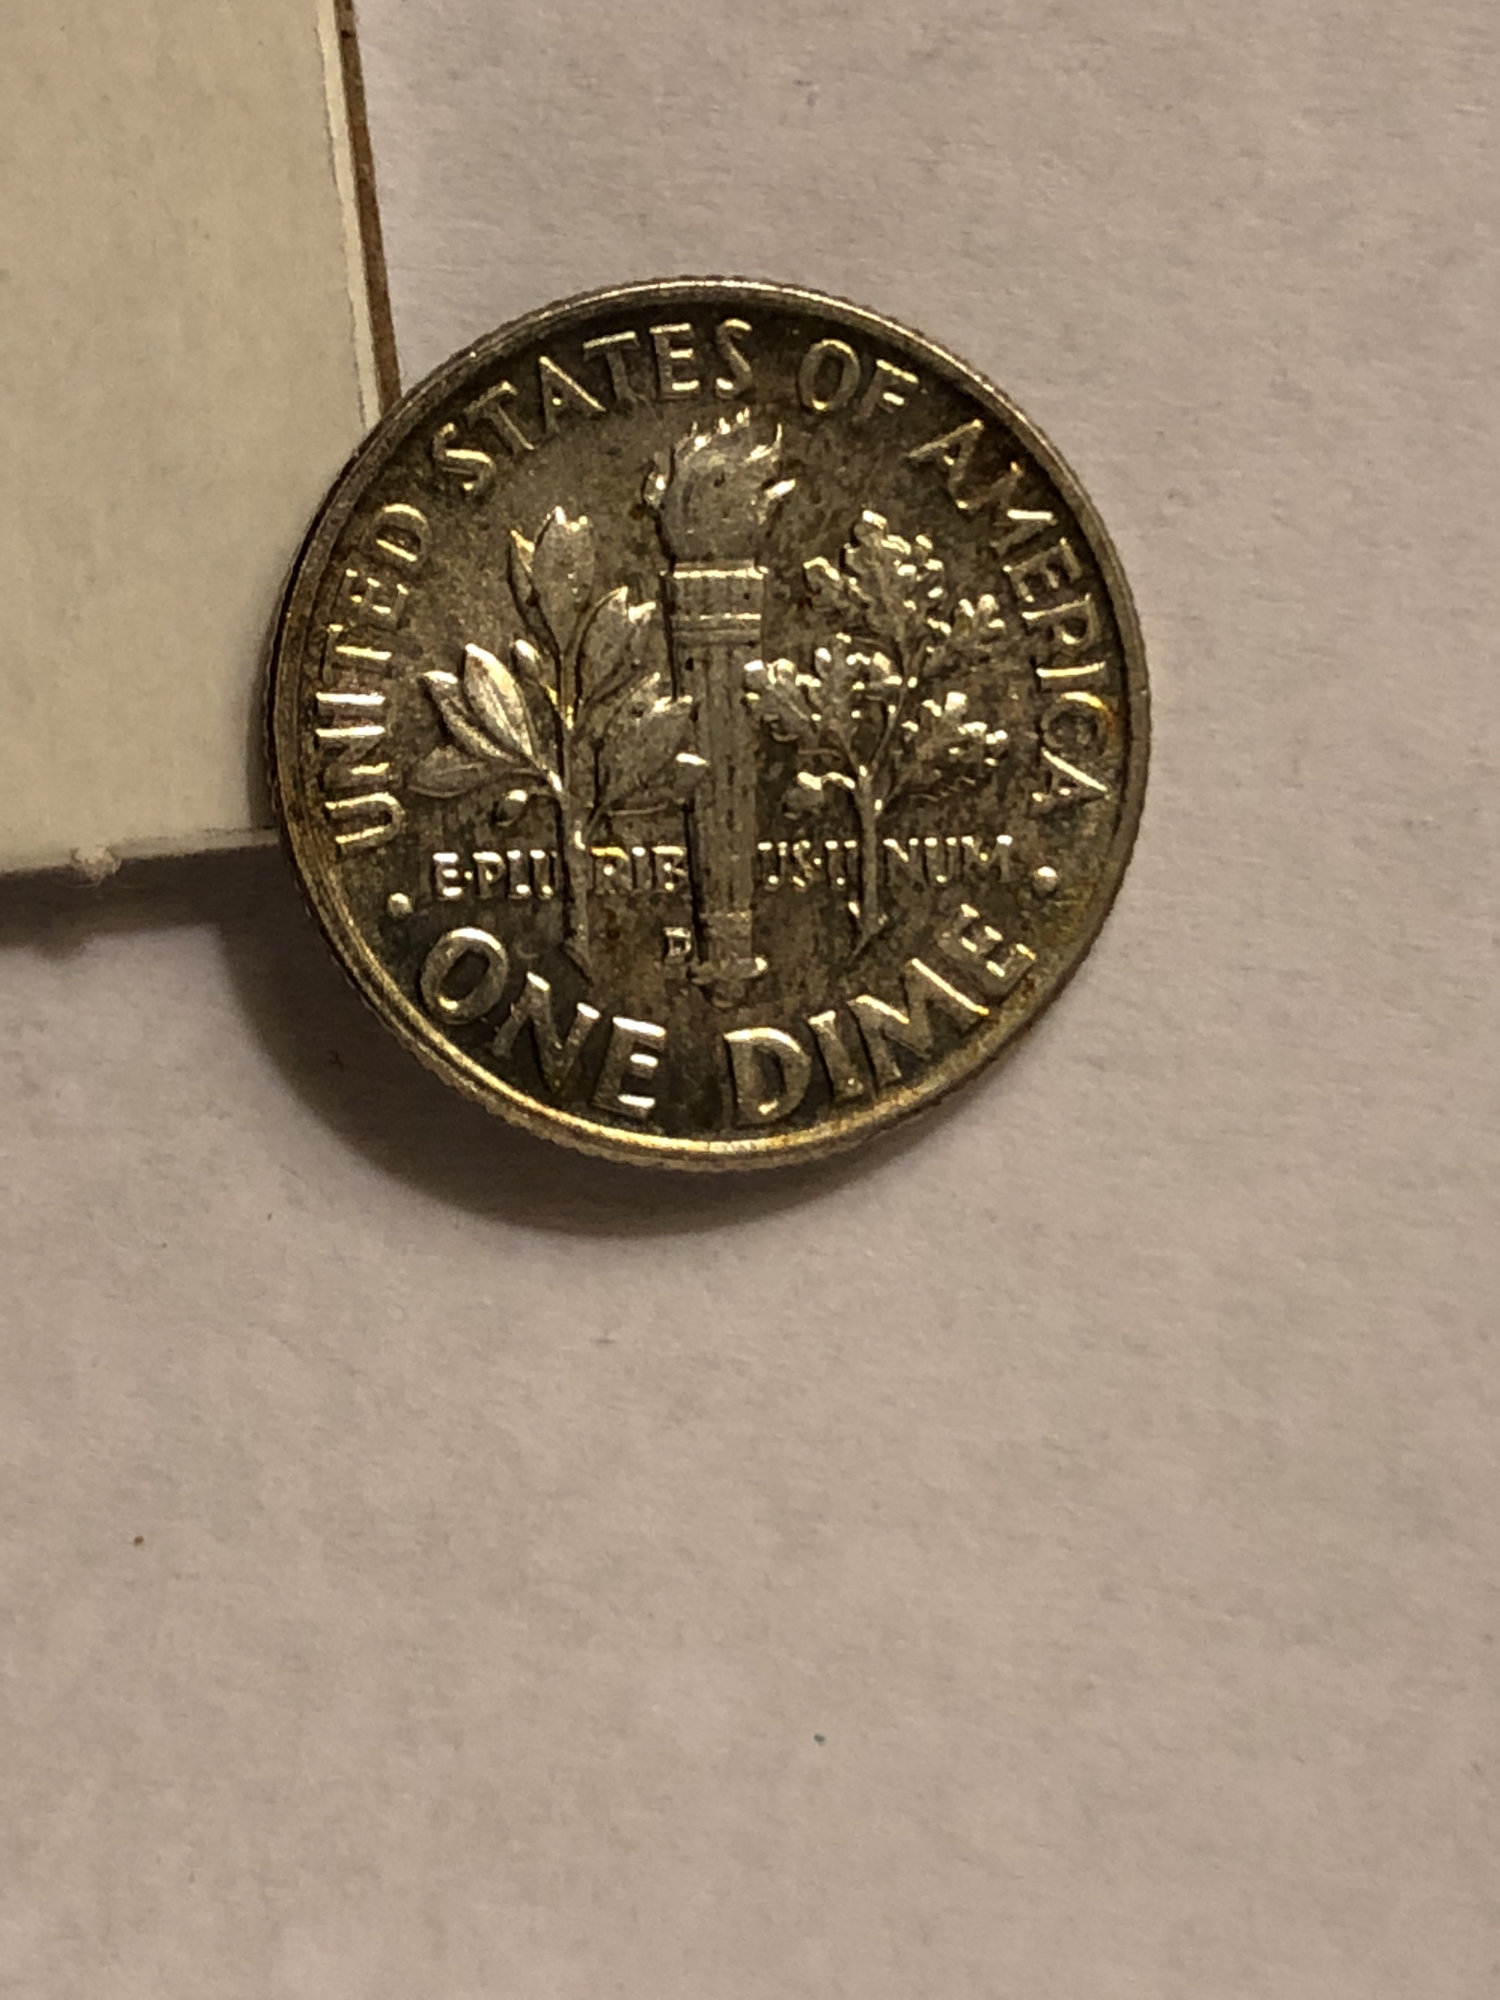 UNITED STATES OF AMERICA
E·PLURIBUS·UNUM
D
ONE DIME